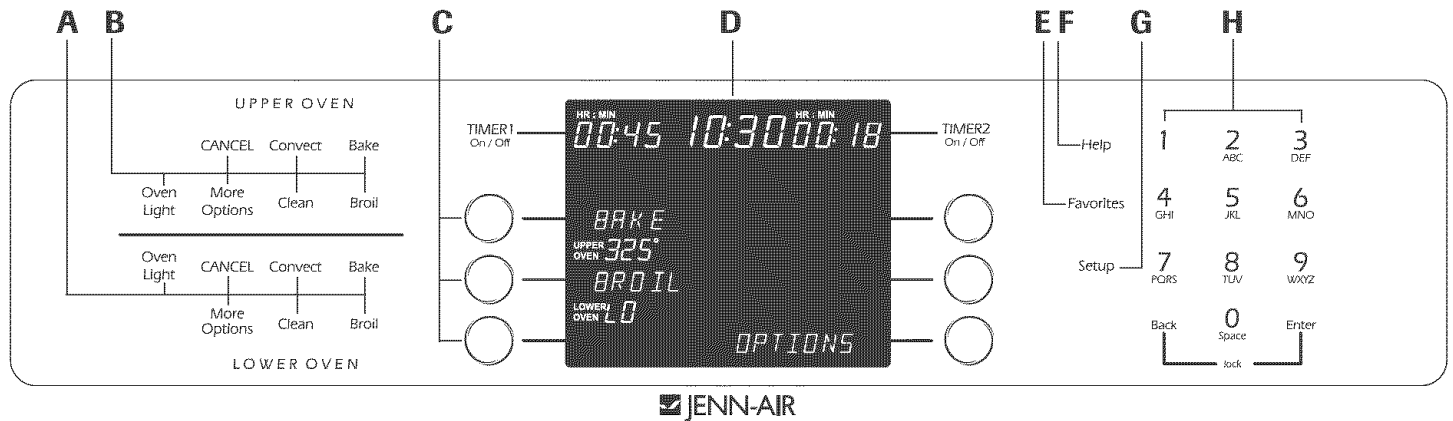 A B C D E F G H
UPPER OVEN
CANCEL Convect Bake
Oven Light More Options Clean Broil
Oven Light CANCEL Convect Bake
More Options Clean Broil
LOWER OVEN
TIMER1
On / Off
HR : MIN HR : MIN
00:45 10:30 00:18
BAKE
UPPER OVEN 325°
BROIL
LOWER OVEN LO
OPTIONS
TIMER2
On / Off
Help
Favorites
Setup
1 2 3
ABC DEF
4 5 6
GHI JKL MNO
7 8 9
PQRS TUV WXYZ
Back 0 Enter
Space
lock
JENN-AIR